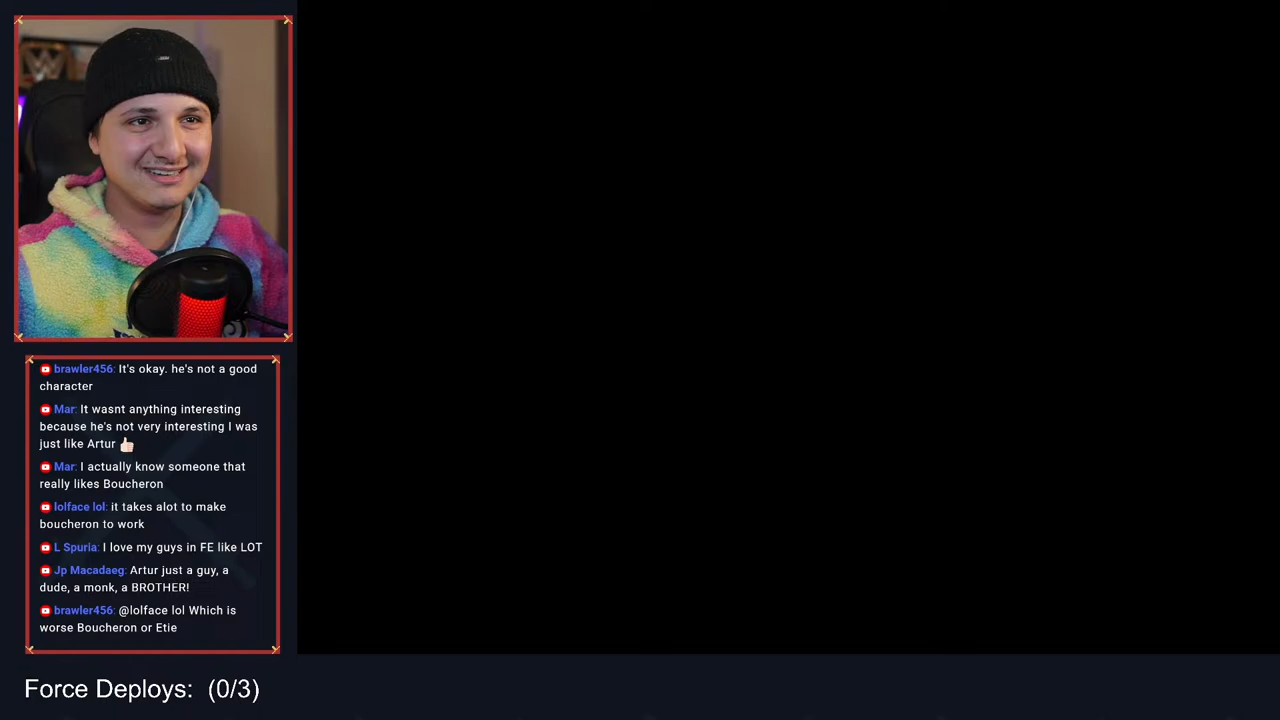 brawler456: It's okay. he's not a good
character
Mar: It wasnt anything interesting
because he's not very interesting I was
just like Artur 👍🏻
Mar: I actually know someone that
really likes Boucheron
lolface lol: it takes alot to make
boucheron to work
L Spuria: I love my guys in FE like LOT
Jp Macadaeg: Artur just a guy, a
dude, a monk, a BROTHER!
brawler456: @lolface lol Which is
worse Boucheron or Etie
Force Deploys: (0/3)